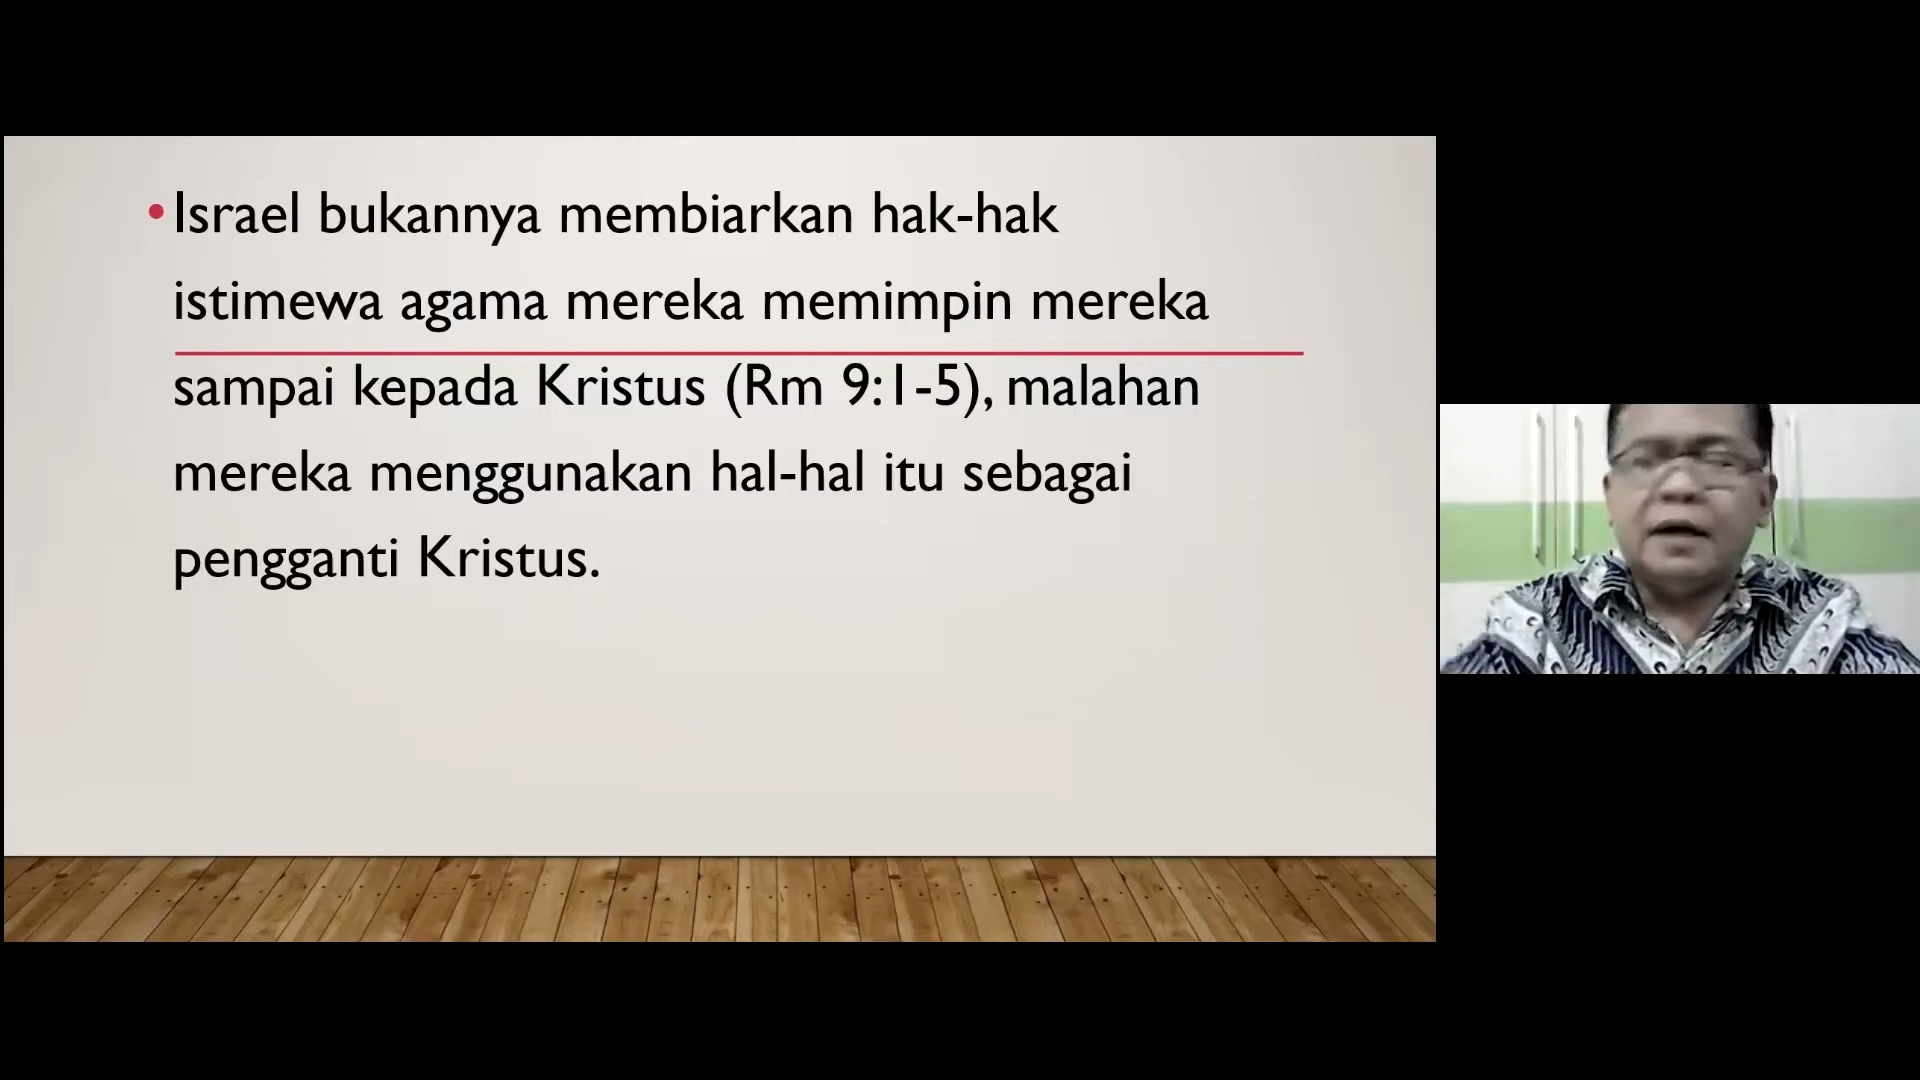 •Israel bukannya membiarkan hak-hak
istimewa agama mereka memimpin mereka
sampai kepada Kristus (Rm 9:1-5), malahan
mereka menggunakan hal-hal itu sebagai
pengganti Kristus.